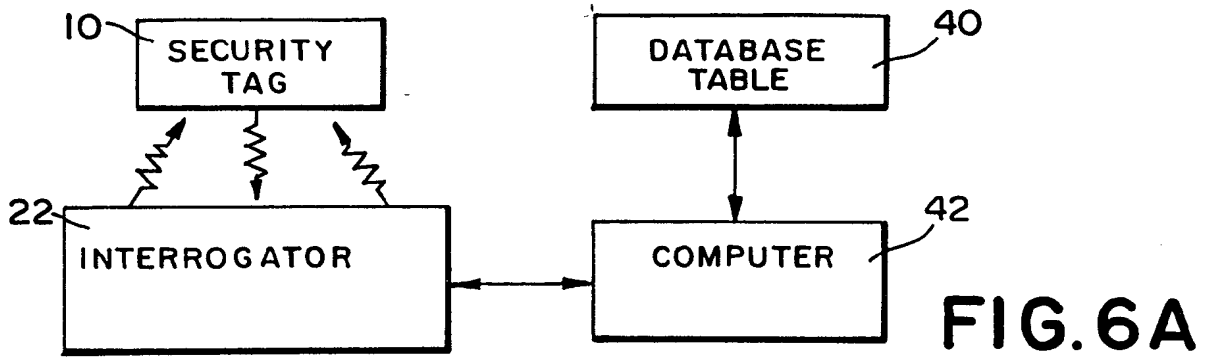 10
SECURITY
TAG
DATABASE
TABLE
40
22
INTERROGATOR
COMPUTER
42
FIG. 6A